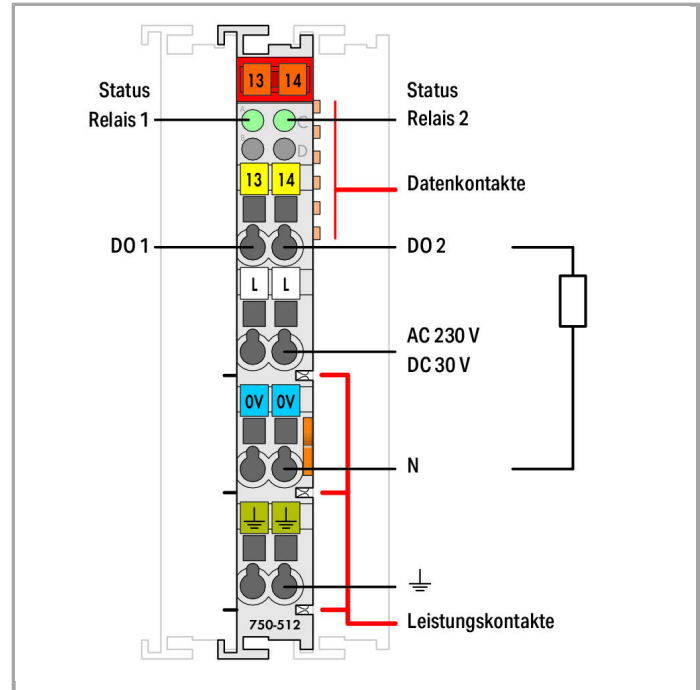 13 14
Status
Relais 1
Status
Relais 2
A
C
B
D
13 14
Datenkontakte
DO 1
DO 2
L L
AC 230 V
DC 30 V
0V 0V
N
750-512
Leistungskontakte